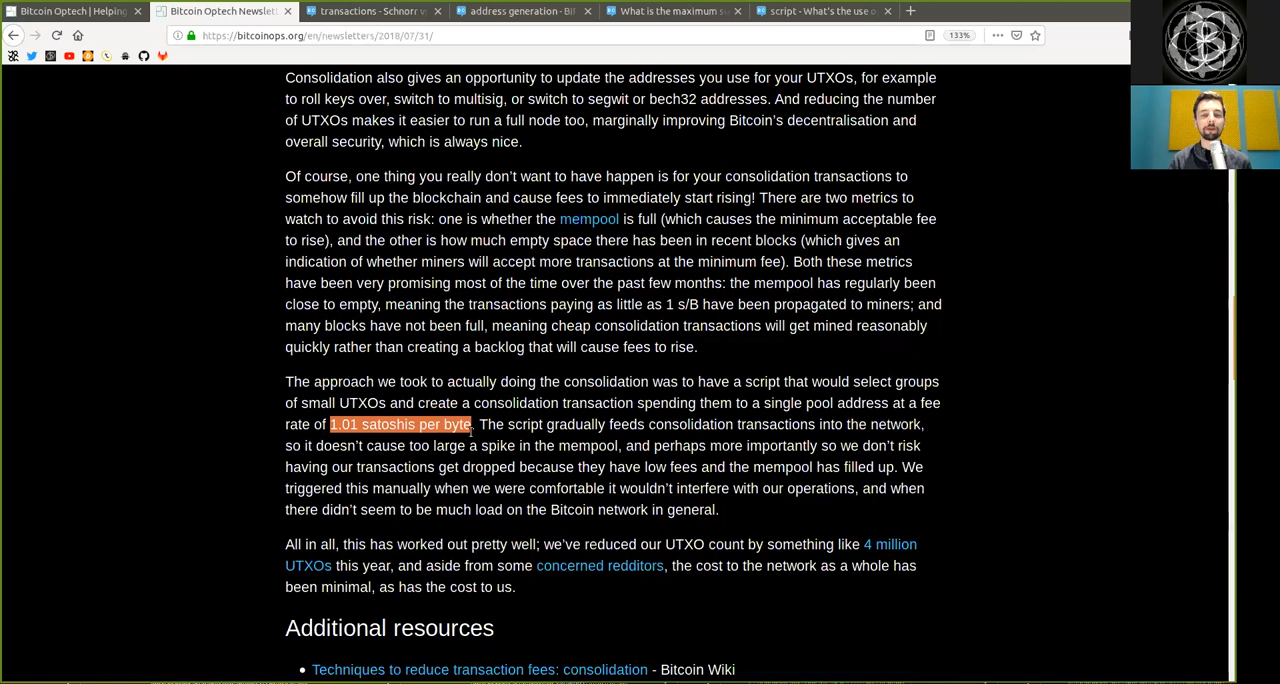 Bitcoin Optech | Helping
Bitcoin Optech Newslett
transactions - Schnorr v
address generation - BI
What is the maximum s
script - What's the use o
https://bitcoinops.org/en/newsletters/2018/07/31/
133%
Consolidation also gives an opportunity to update the addresses you use for your UTXOs, for example
to roll keys over, switch to multisig, or switch to segwit or bech32 addresses. And reducing the number
of UTXOs makes it easier to run a full node too, marginally improving Bitcoin’s decentralisation and
overall security, which is always nice.
Of course, one thing you really don’t want to have happen is for your consolidation transactions to
somehow fill up the blockchain and cause fees to immediately start rising! There are two metrics to
watch to avoid this risk: one is whether the mempool is full (which causes the minimum acceptable fee
to rise), and the other is how much empty space there has been in recent blocks (which gives an
indication of whether miners will accept more transactions at the minimum fee). Both these metrics
have been very promising most of the time over the past few months: the mempool has regularly been
close to empty, meaning the transactions paying as little as 1 s/B have been propagated to miners; and
many blocks have not been full, meaning cheap consolidation transactions will get mined reasonably
quickly rather than creating a backlog that will cause fees to rise.
The approach we took to actually doing the consolidation was to have a script that would select groups
of small UTXOs and create a consolidation transaction spending them to a single pool address at a fee
rate of 1.01 satoshis per byte. The script gradually feeds consolidation transactions into the network,
so it doesn’t cause too large a spike in the mempool, and perhaps more importantly so we don’t risk
having our transactions get dropped because they have low fees and the mempool has filled up. We
triggered this manually when we were comfortable it wouldn’t interfere with our operations, and when
there didn’t seem to be much load on the Bitcoin network in general.
All in all, this has worked out pretty well; we’ve reduced our UTXO count by something like 4 million
UTXOs this year, and aside from some concerned redditors, the cost to the network as a whole has
been minimal, as has the cost to us.
Additional resources
Techniques to reduce transaction fees: consolidation - Bitcoin Wiki